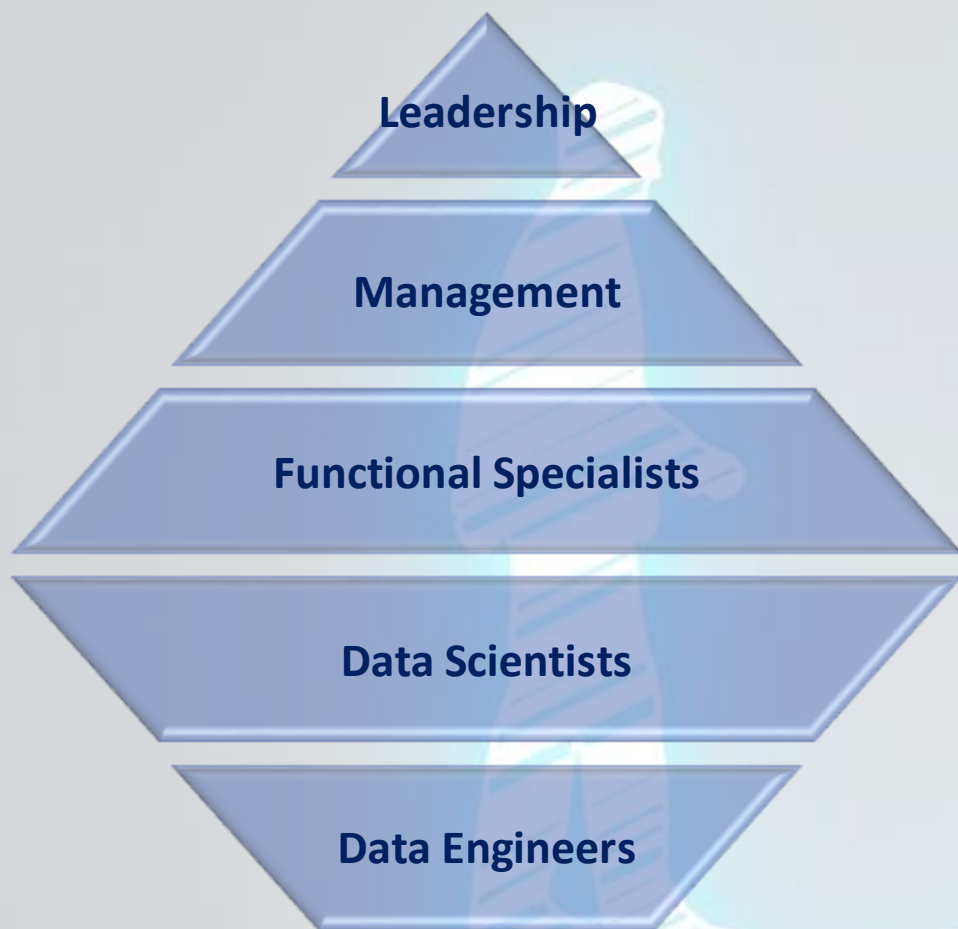 Leadership
Management
Functional Specialists
Data Scientists
Data Engineers